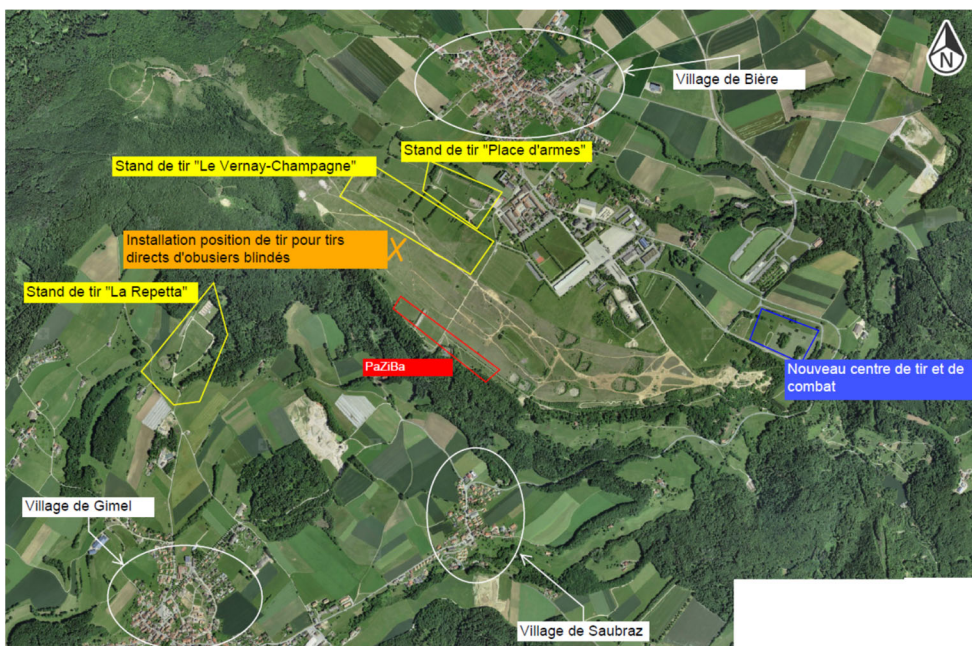 N
Village de Bière
Stand de tir "Place d'armes"
Stand de tir "Le Vernay-Champagne"
Installation position de tir pour tirs
directs d'obusiers blindés
Stand de tir "La Repetta"
PaZiBa
Nouveau centre de tir et de
combat
Village de Gimel
Village de Saubraz